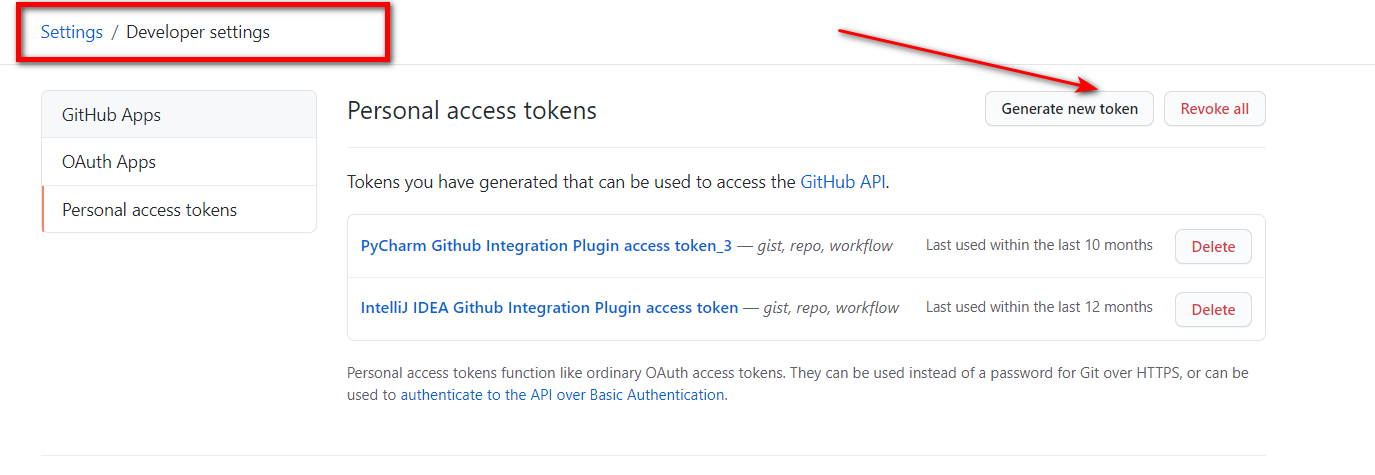 Settings / Developer settings
GitHub Apps
OAuth Apps
Personal access tokens
Personal access tokens
Generate new token
Revoke all
Tokens you have generated that can be used to access the GitHub API.
PyCharm Github Integration Plugin access token_3 — gist, repo, workflow
Last used within the last 10 months
Delete
IntelliJ IDEA Github Integration Plugin access token — gist, repo, workflow
Last used within the last 12 months
Delete
Personal access tokens function like ordinary OAuth access tokens. They can be used instead of a password for Git over HTTPS, or can be
used to authenticate to the API over Basic Authentication.